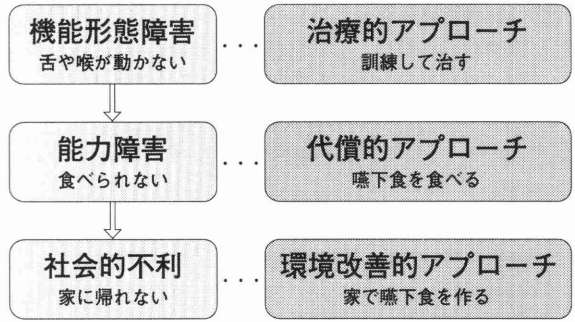 機能形態障害 ・・・ 治療的アプローチ
舌や喉が動かない 訓練して治す
能力障害 ・・・ 代償的アプローチ
食べられない 嚥下食を食べる
社会的不利 ・・・ 環境改善的アプローチ
家に帰れない 家で嚥下食を作る